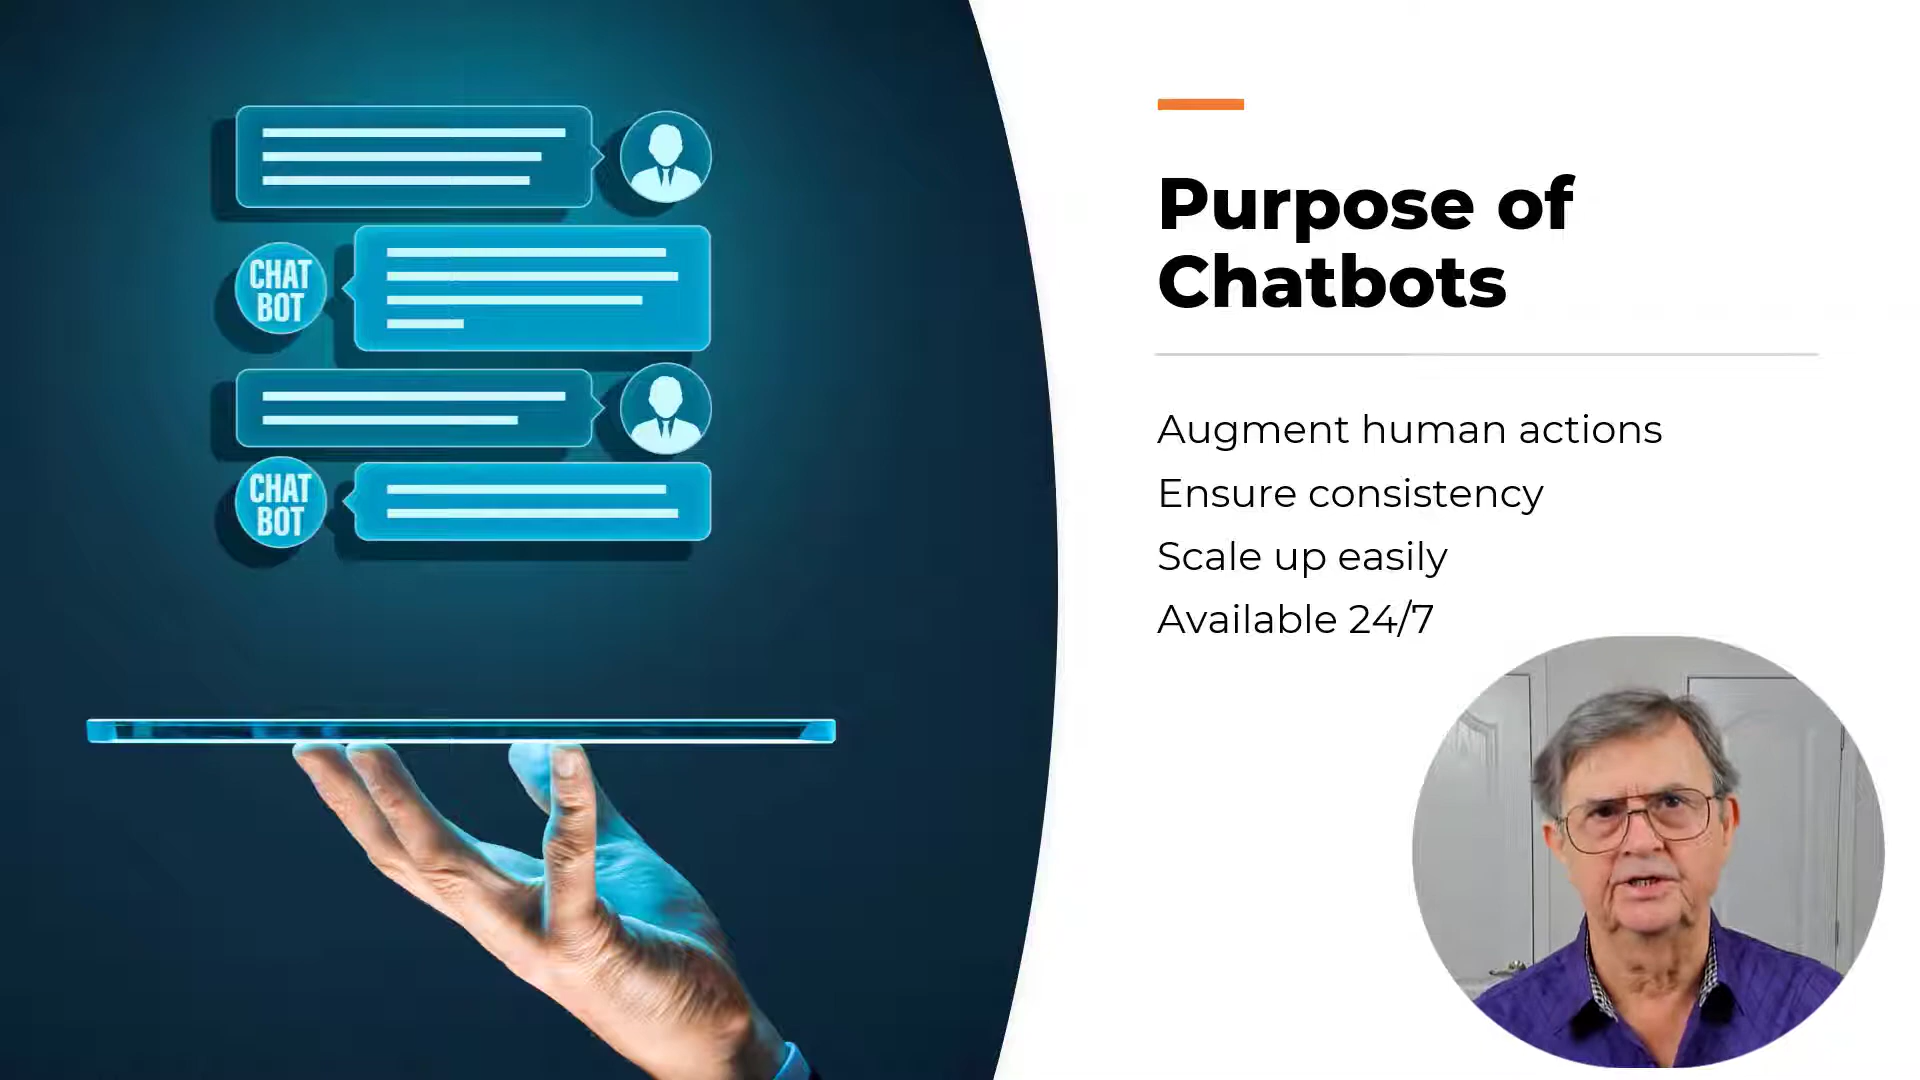 CHAT
BOT
CHAT
BOT
Purpose of
Chatbots
Augment human actions
Ensure consistency
Scale up easily
Available 24/7